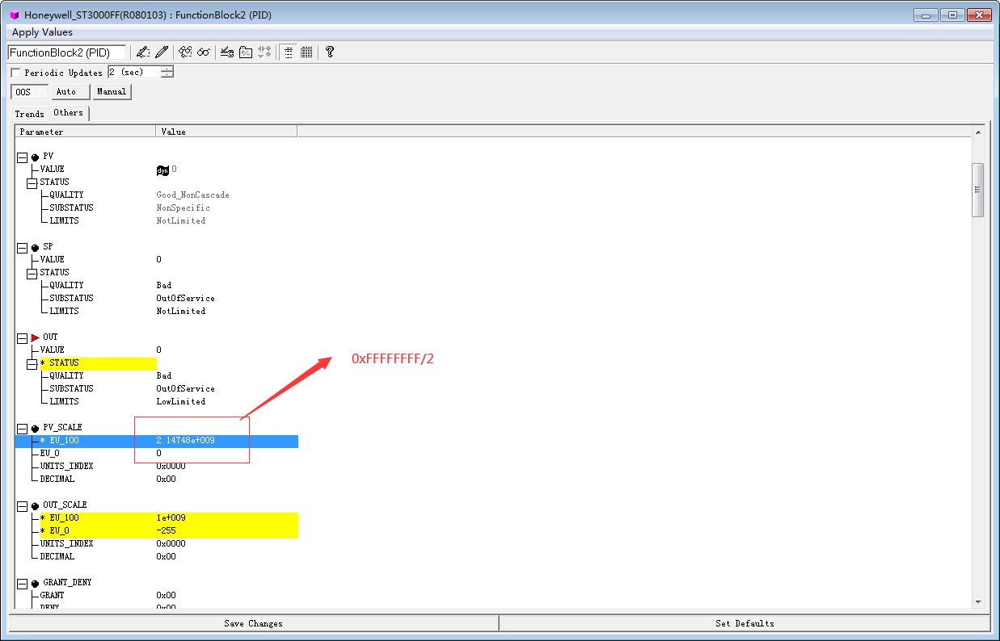 Honeywell_ST3000FF(R080103) : FunctionBlock2 (PID)
Apply Values
FunctionBlock2 (PID)
Periodic Updates 2 (sec)
OOS Auto Manual
Trends Others
Parameter Value
PV
VALUE dyn 0
STATUS
QUALITY Good_NonCascade
SUBSTATUS NonSpecific
LIMITS NotLimited
SP
VALUE 0
STATUS
QUALITY Bad
SUBSTATUS OutOfService
LIMITS NotLimited
OUT
VALUE 0
* STATUS
0xFFFFFFFF/2
QUALITY Bad
SUBSTATUS OutOfService
LIMITS LowLimited
PV_SCALE
* EU_100 2.14748e+009
EU_0 0
UNITS_INDEX 0x0000
DECIMAL 0x00
OUT_SCALE
* EU_100 1e+009
* EU_0 -255
UNITS_INDEX 0x0000
DECIMAL 0x00
GRANT_DENY
GRANT 0x00
DENY 0x00
Save Changes Set Defaults